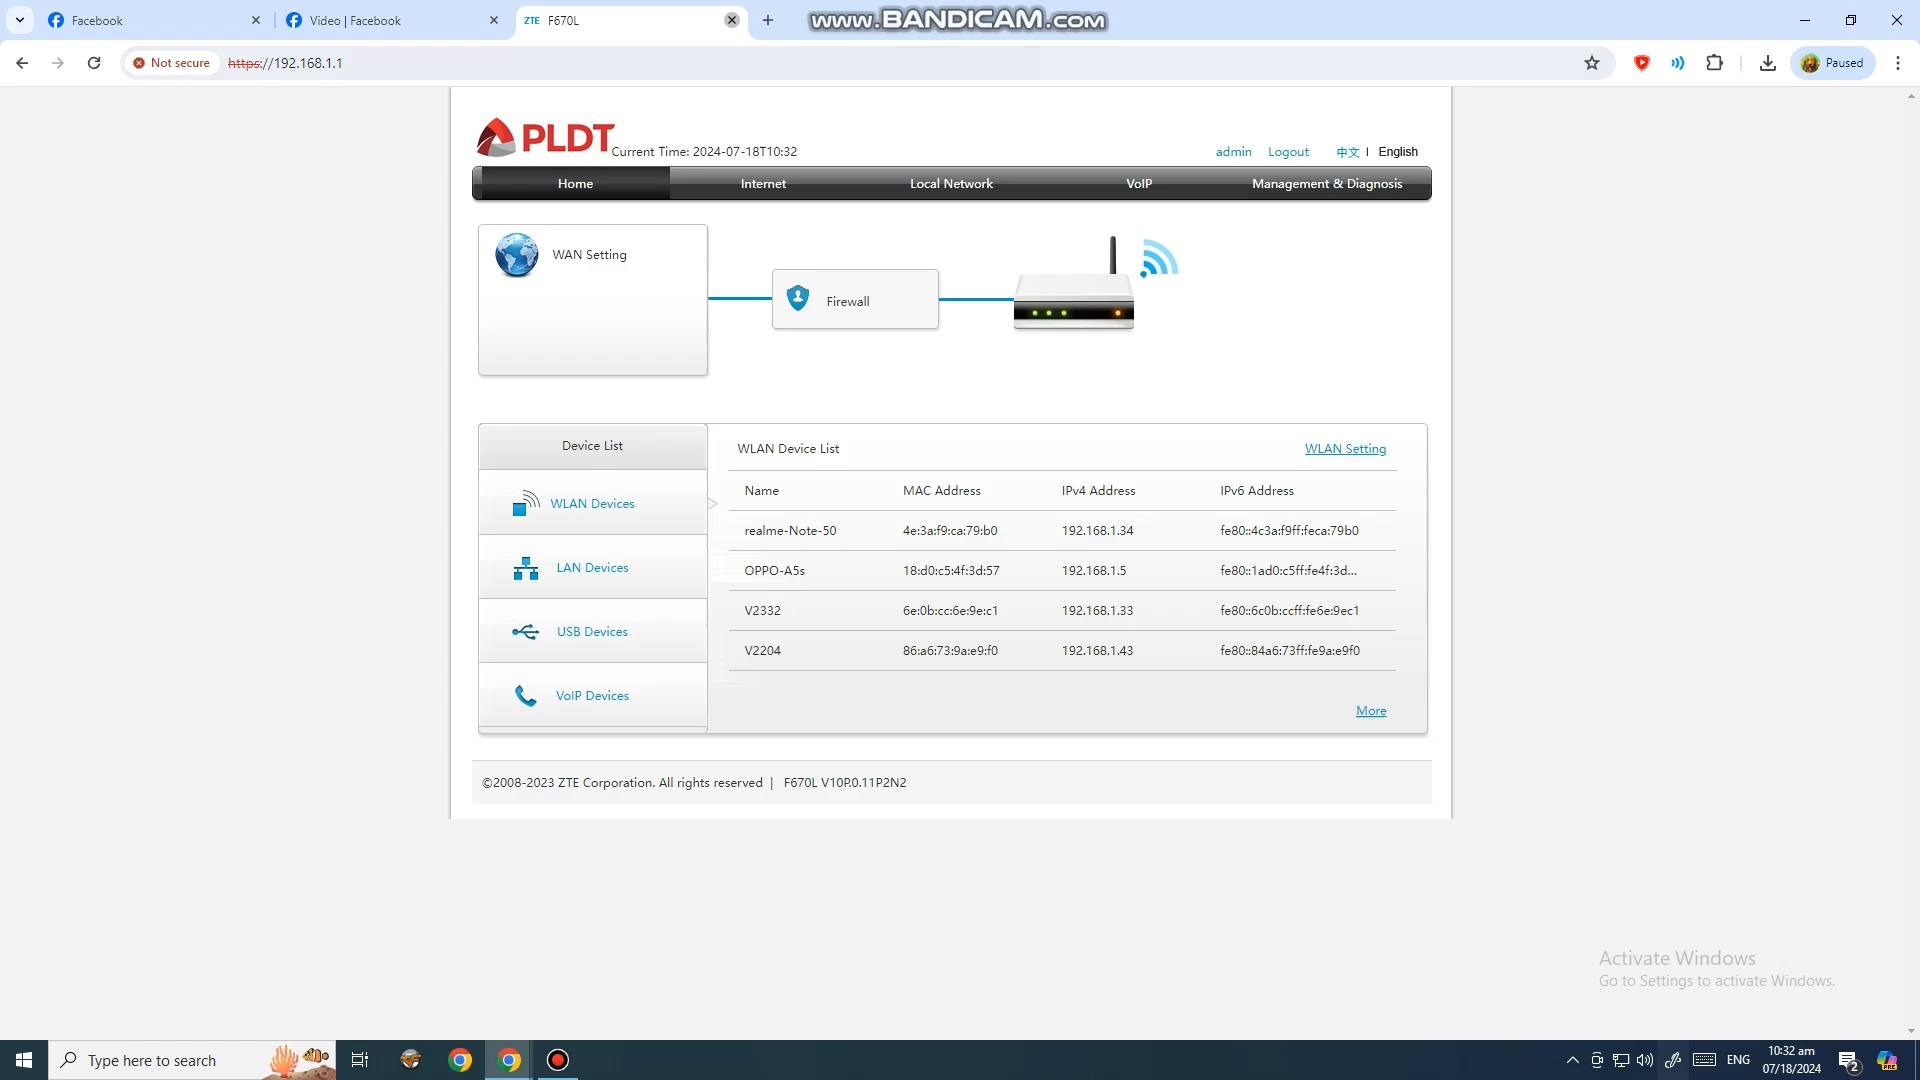 Facebook
Video | Facebook
ZTE F670L
www.BANDICAM.com
Not secure
https://192.168.1.1
Paused
PLDT
Current Time: 2024-07-18T10:32
admin Logout 中文 | English
Home Internet Local Network VoIP Management & Diagnosis
WAN Setting
Firewall
Device List
WLAN Devices
LAN Devices
USB Devices
VoIP Devices
WLAN Device List WLAN Setting
Name MAC Address IPv4 Address IPv6 Address
realme-Note-50 4e:3a:f9:ca:79:b0 192.168.1.34 fe80::4c3a:f9ff:feca:79b0
OPPO-A5s 18:d0:c5:4f:3d:57 192.168.1.5 fe80::1ad0:c5ff:fe4f:3d...
V2332 6e:0b:cc:6e:9e:c1 192.168.1.33 fe80::6c0b:ccff:fe6e:9ec1
V2204 86:a6:73:9a:e9:f0 192.168.1.43 fe80::84a6:73ff:fe9a:e9f0
More
©2008-2023 ZTE Corporation. All rights reserved | F670L V10P.0.11P2N2
Activate Windows
Go to Settings to activate Windows.
Type here to search
ENG
10:32 am
07/18/2024
2
PRE